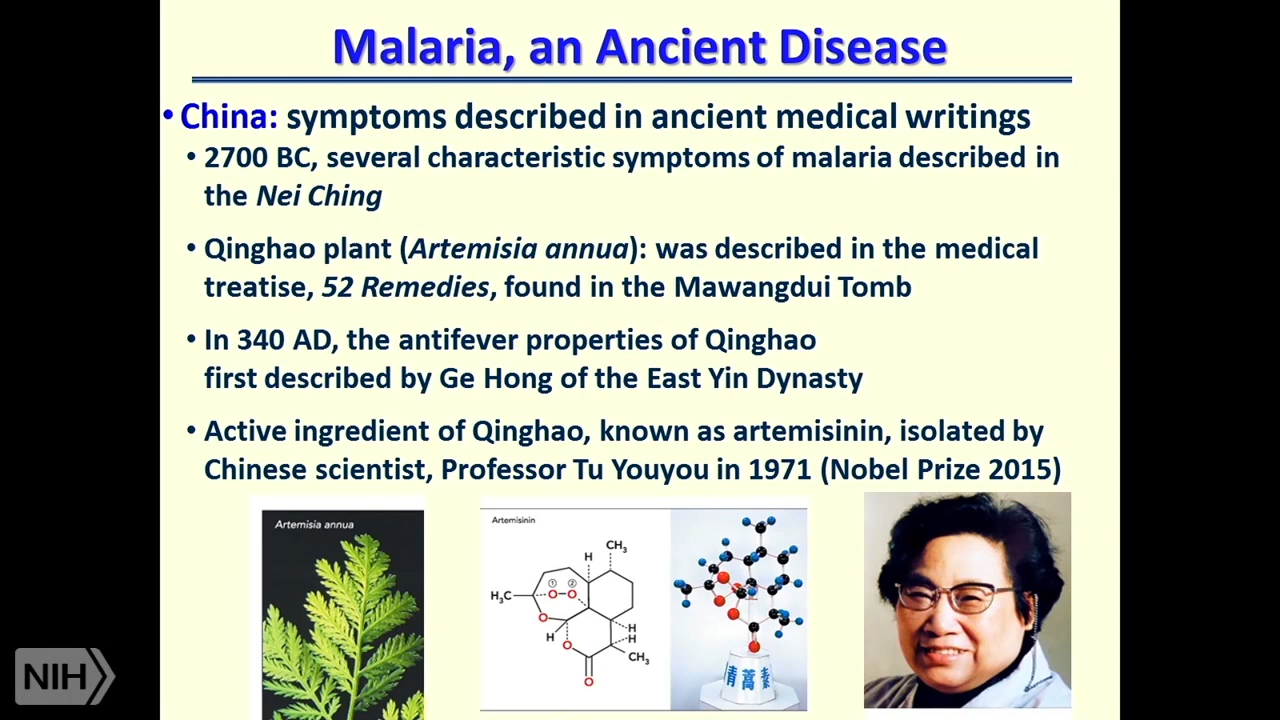 Malaria, an Ancient Disease
• China: symptoms described in ancient medical writings
• 2700 BC, several characteristic symptoms of malaria described in
the Nei Ching
• Qinghao plant (Artemisia annua): was described in the medical
treatise, 52 Remedies, found in the Mawangdui Tomb
• In 340 AD, the antifever properties of Qinghao
first described by Ge Hong of the East Yin Dynasty
• Active ingredient of Qinghao, known as artemisinin, isolated by
Chinese scientist, Professor Tu Youyou in 1971 (Nobel Prize 2015)
Artemisia annua
Artemisinin
CH₃
H
1 2
H₃C
O–O
O
H
H
O
H
CH₃
O
青蒿素
NIH